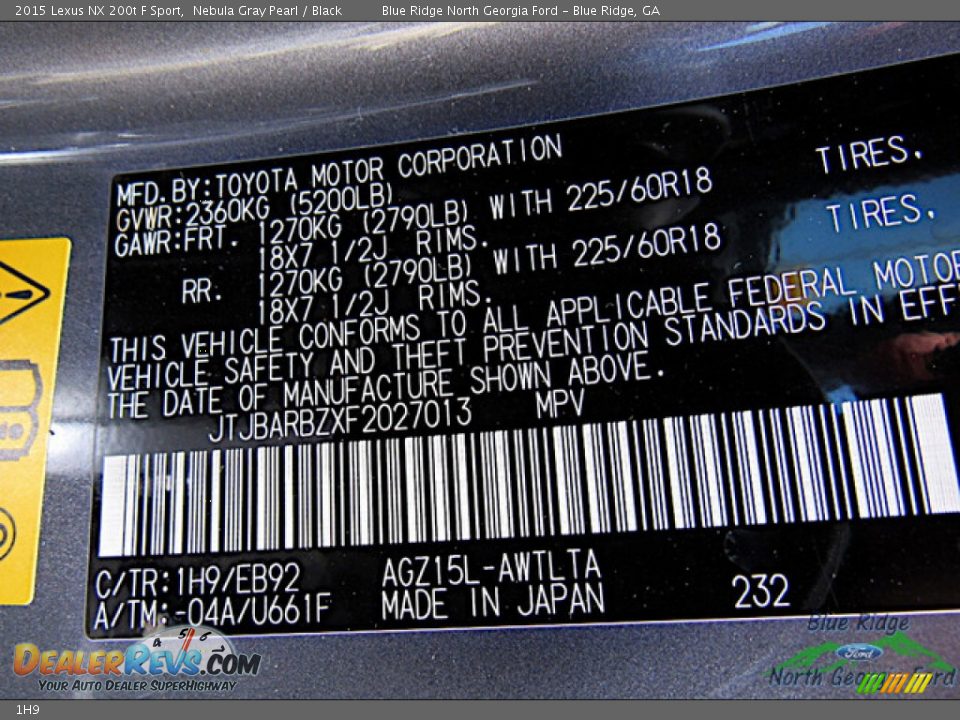 2015 Lexus NX 200t F Sport, Nebula Gray Pearl / Black Blue Ridge North Georgia Ford - Blue Ridge, GA
MFD.BY:TOYOTA MOTOR CORPORATION
GVWR:2360KG (5200LB)
GAWR:FRT. 1270KG (2790LB) WITH 225/60R18 TIRES,
18X7 1/2J RIMS.
RR. 1270KG (2790LB) WITH 225/60R18 TIRES,
18X7 1/2J RIMS.
THIS VEHICLE CONFORMS TO ALL APPLICABLE FEDERAL MOTOR
VEHICLE SAFETY AND THEFT PREVENTION STANDARDS IN EFF
THE DATE OF MANUFACTURE SHOWN ABOVE.
JTJBARBZXF2027013 MPV
C/TR:1H9/EB92 AGZ15L-AWTLTA
A/TM:-04A/U661F MADE IN JAPAN 232
Blue Ridge
Ford
North Georgia Ford
4 5 6
DEALERREVS.COM
YOUR AUTO DEALER SUPERHIGHWAY
1H9